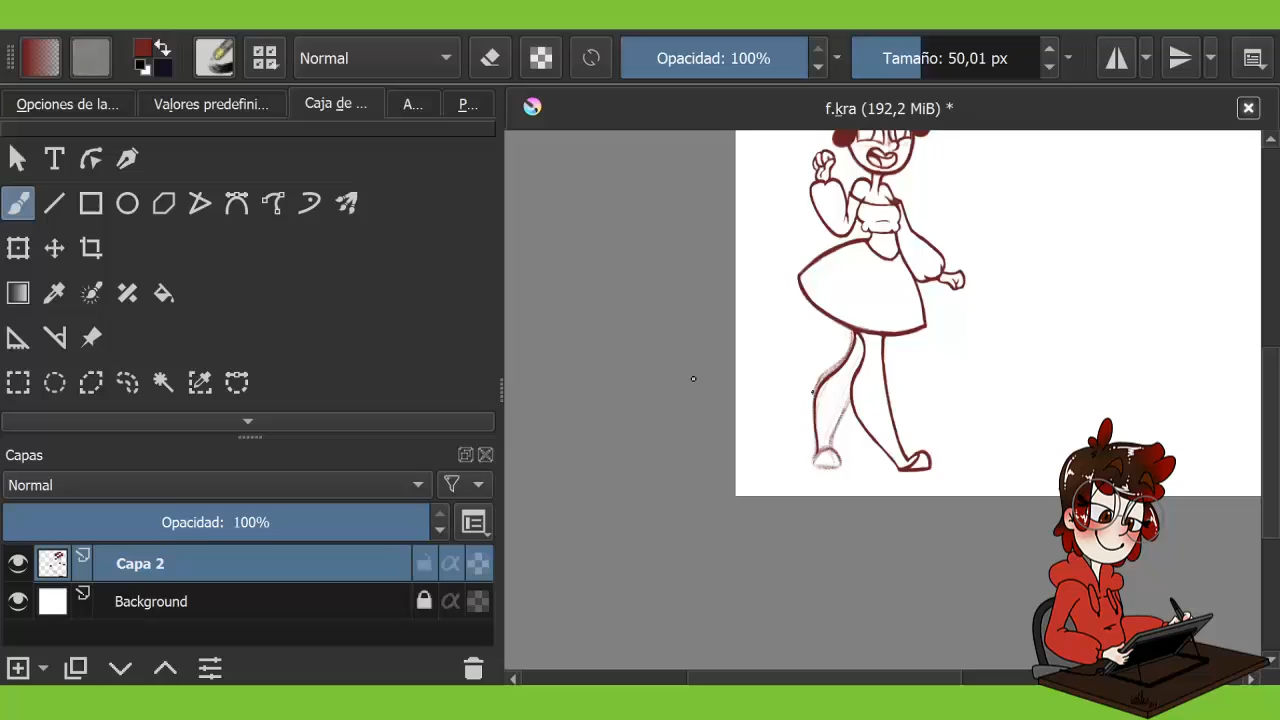 Normal
Opacidad: 100%
Tamaño: 50,01 px
Opciones de la...
Valores predefini...
Caja de ...
A...
P...
f.kra (192,2 MiB) *
Capas
Normal
Opacidad: 100%
Capa 2
Background